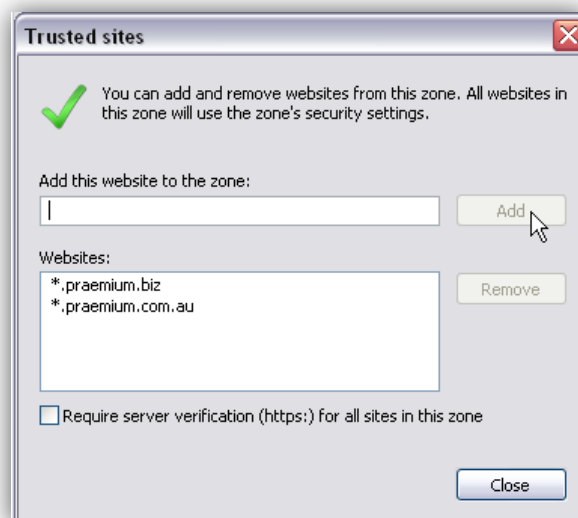 Trusted sites
You can add and remove websites from this zone. All websites in
this zone will use the zone's security settings.
Add this website to the zone:
Add
Websites:
*.praemium.biz
*.praemium.com.au
Remove
Require server verification (https:) for all sites in this zone
Close